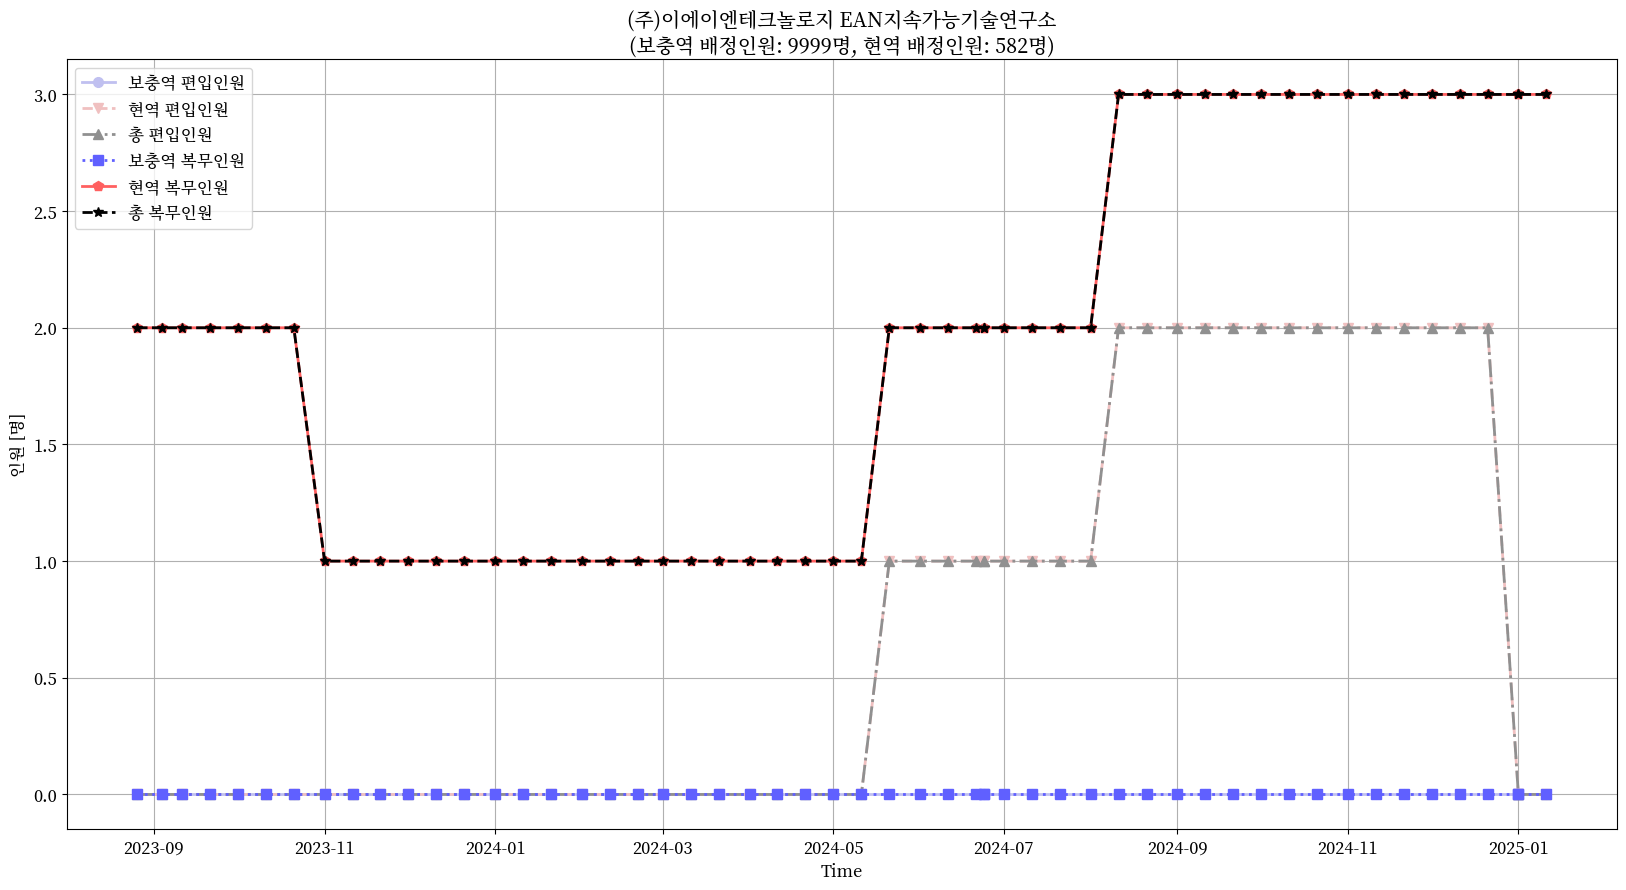 (주)이에이엔테크놀로지 EAN지속가능기술연구소
(보충역 배정인원: 9999명, 현역 배정인원: 582명)
보충역 편입인원
현역 편입인원
총 편입인원
보충역 복무인원
현역 복무인원
총 복무인원
3.0
2.5
2.0
1.5
1.0
0.5
0.0
인원 [명]
2023-09
2023-11
2024-01
2024-03
2024-05
2024-07
2024-09
2024-11
2025-01
Time